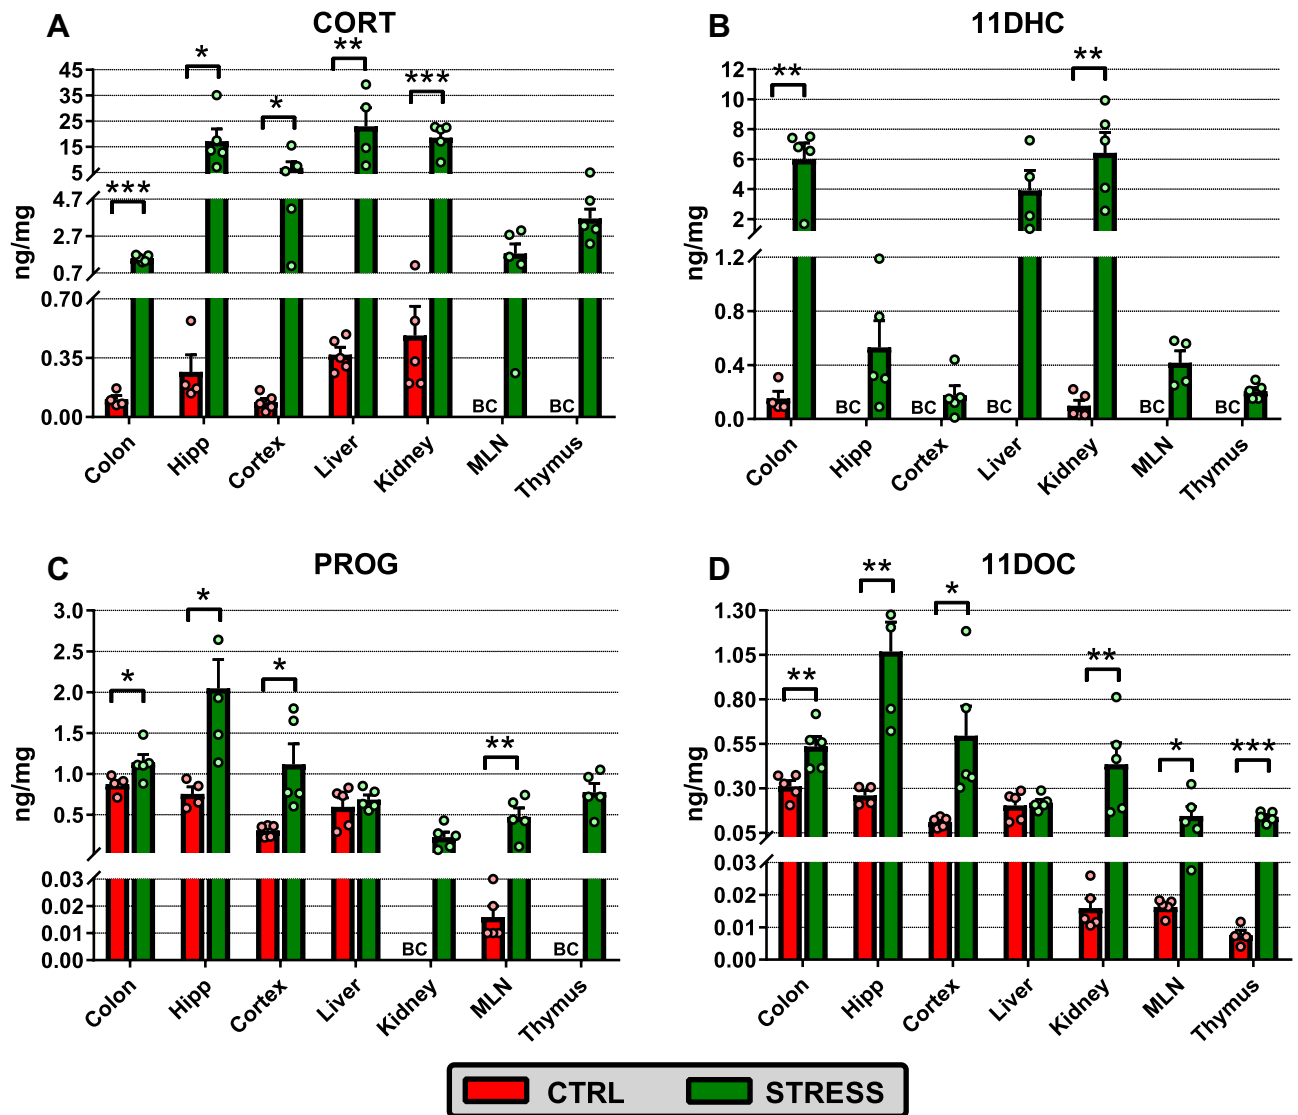 A
CORT
ng/mg
45
35
25
15
5
4.7
2.7
0.7
0.70
0.35
0.00
***
*
*
**
***
BC
BC
Colon
Hipp
Cortex
Liver
Kidney
MLN
Thymus
B
11DHC
ng/mg
12
10
8
6
4
2
1.2
0.8
0.4
0.0
**
**
BC
BC
BC
BC
BC
Colon
Hipp
Cortex
Liver
Kidney
MLN
Thymus
C
PROG
ng/mg
3.0
2.5
2.0
1.5
1.0
0.5
0.03
0.02
0.01
0.00
*
*
*
**
BC
BC
Colon
Hipp
Cortex
Liver
Kidney
MLN
Thymus
D
11DOC
ng/mg
1.30
1.05
0.80
0.55
0.30
0.05
0.03
0.02
0.01
0.00
**
**
*
**
*
***
Colon
Hipp
Cortex
Liver
Kidney
MLN
Thymus
CTRL
STRESS